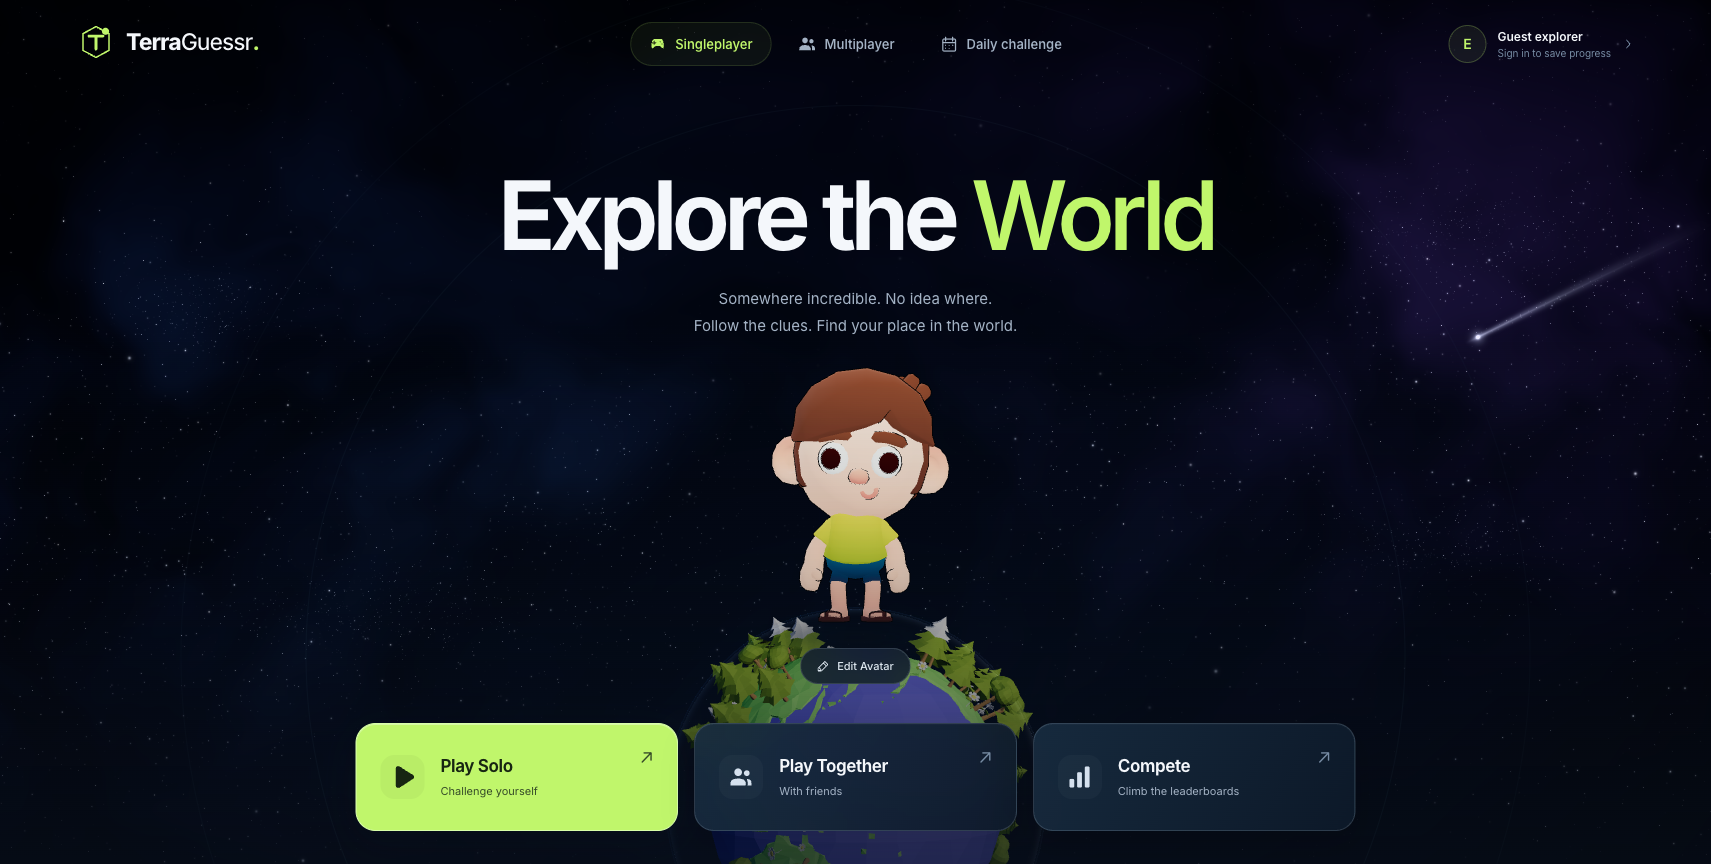 TerraGuessr.
Singleplayer
Multiplayer
Daily challenge
E
Guest explorer
Sign in to save progress
Explore the World
Somewhere incredible. No idea where.
Follow the clues. Find your place in the world.
Edit Avatar
Play Solo
Challenge yourself
Play Together
With friends
Compete
Climb the leaderboards